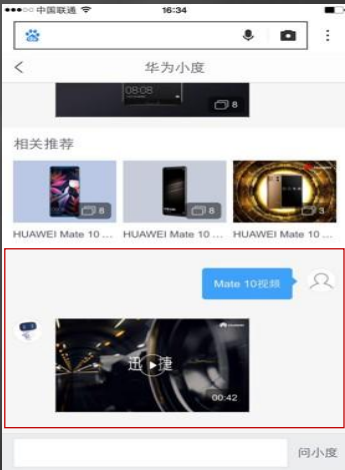 中国联通
16:34
华为小度
08:08
8
相关推荐
8
8
3
HUAWEI Mate 10 ...
HUAWEI Mate 10 ...
HUAWEI Mate 10 ...
Mate 10视频
HUAWEI
迅捷
00:42
问小度